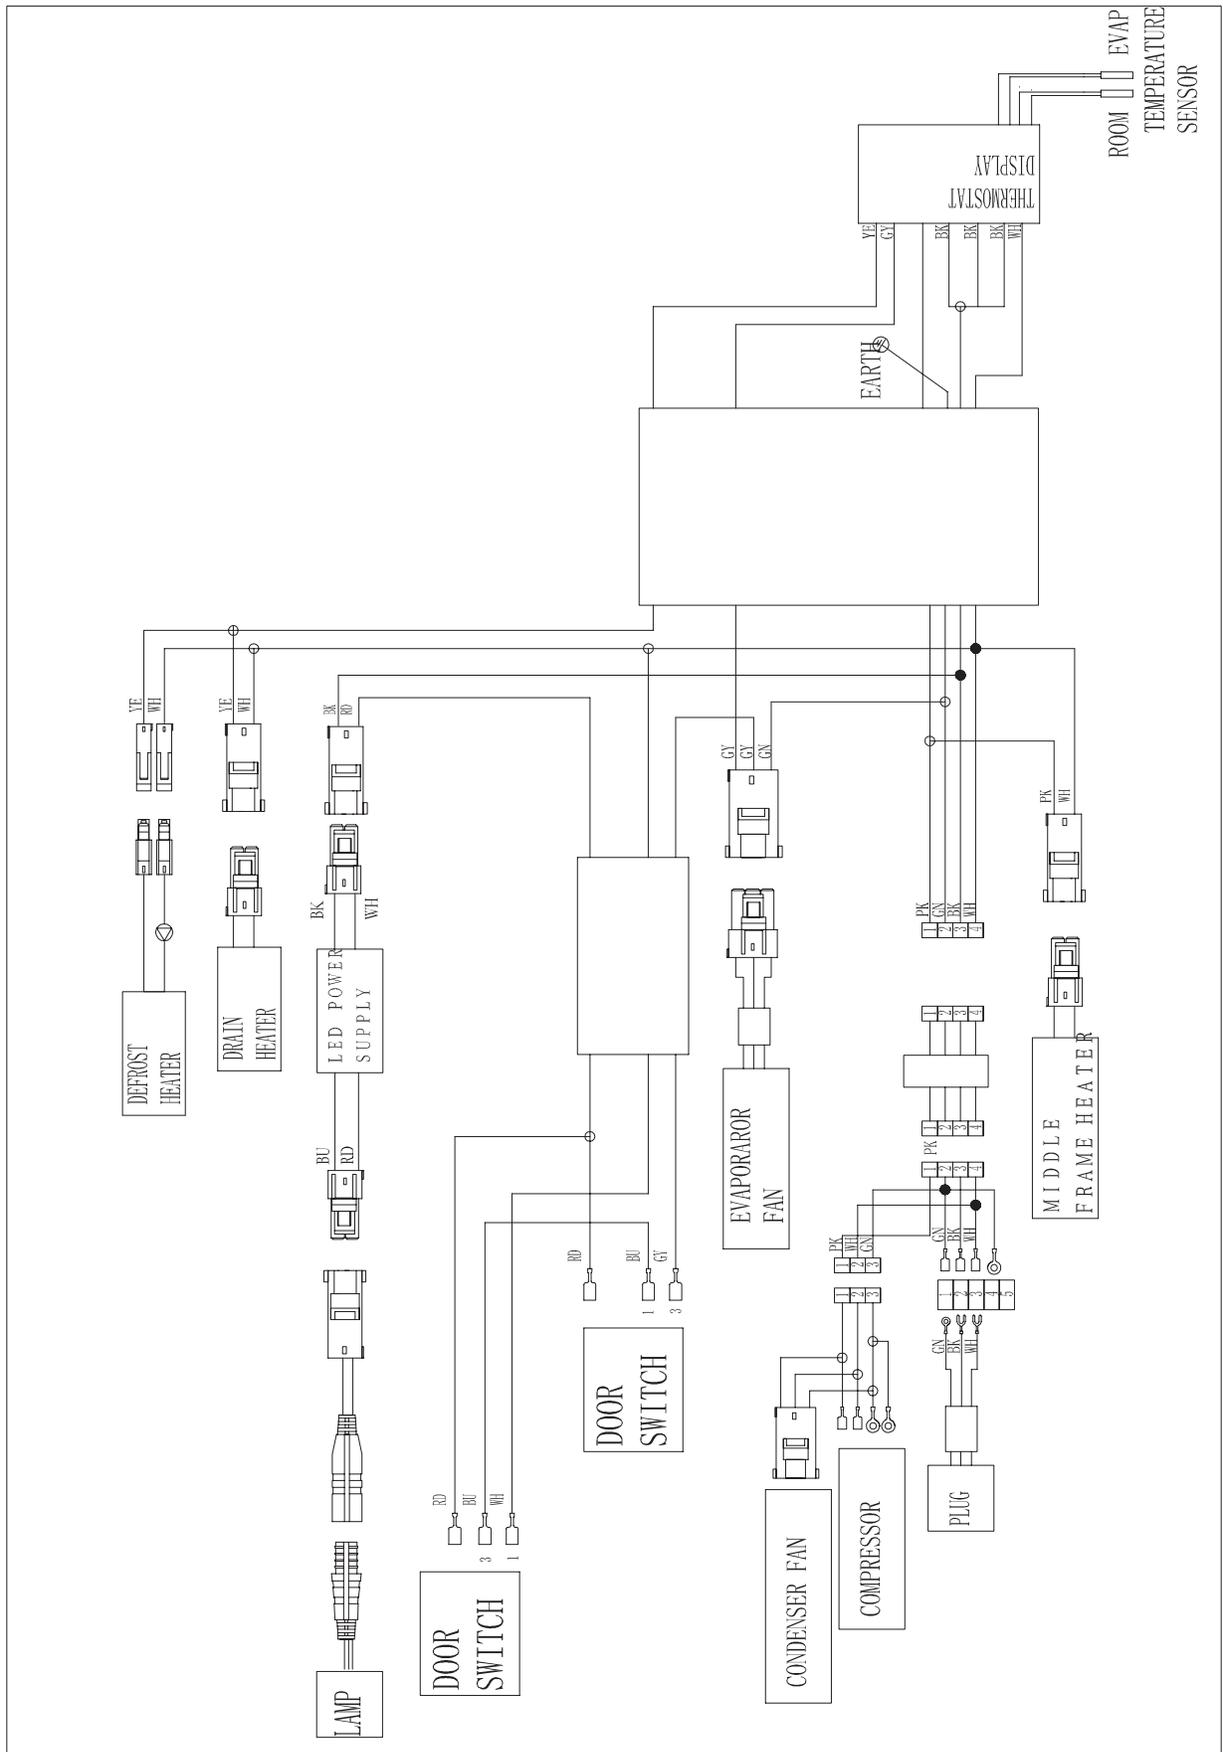 ROOM EVAP
TEMPERATURE
SENSOR
THERMOSTAT
DISPLAY
YE
GY
BK
BK
BK
WH
EARTH
YE
WH
YE
WH
BK
RD
GY
GY
GN
PK
WH
PK
GN
BK
WH
1
2
3
4
BK
WH
DEFROST
HEATER
DRAIN
HEATER
LED POWER
SUPPLY
BU
RD
EVAPORAROR
FAN
1
2
3
4
1
2
3
4
PK
1
2
3
4
MIDDLE
FRAME HEATER
PK
WH
GN
1
2
3
1
2
3
GN
BK
WH
1
2
3
4
5
GN
BK
WH
RD
BU
GY
1
3
DOOR
SWITCH
RD
BU
WH
3
1
DOOR
SWITCH
LAMP
CONDENSER FAN
COMPRESSOR
PLUG